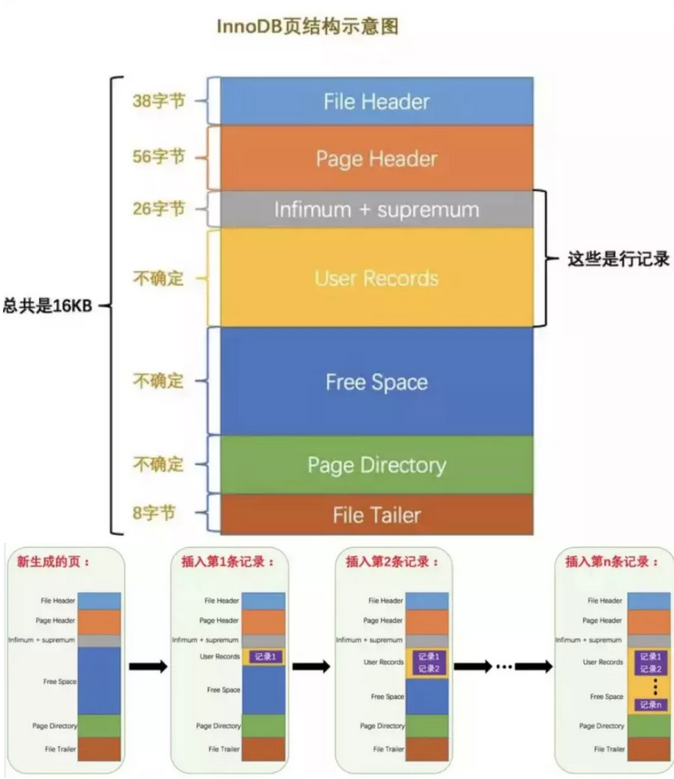 InnoDB页结构示意图
38字节
File Header
56字节
Page Header
26字节
Infimum + supremum
这些是行记录
不确定
User Records
总共是16KB
不确定
Free Space
不确定
Page Directory
8字节
File Tailer
新生成的页：
File Header
Page Header
Infimum + supremum
Free Space
Page Directory
File Trailer
插入第1条记录：
File Header
Page Header
Infimum + supremum
User Records
记录1
Free Space
Page Directory
File Trailer
插入第2条记录：
File Header
Page Header
Infimum + supremum
User Records
记录1
记录2
Free Space
Page Directory
File Trailer
插入第n条记录：
File Header
Page Header
Infimum + supremum
User Records
记录1
记录2
Free Space
记录n
Page Directory
File Trailer